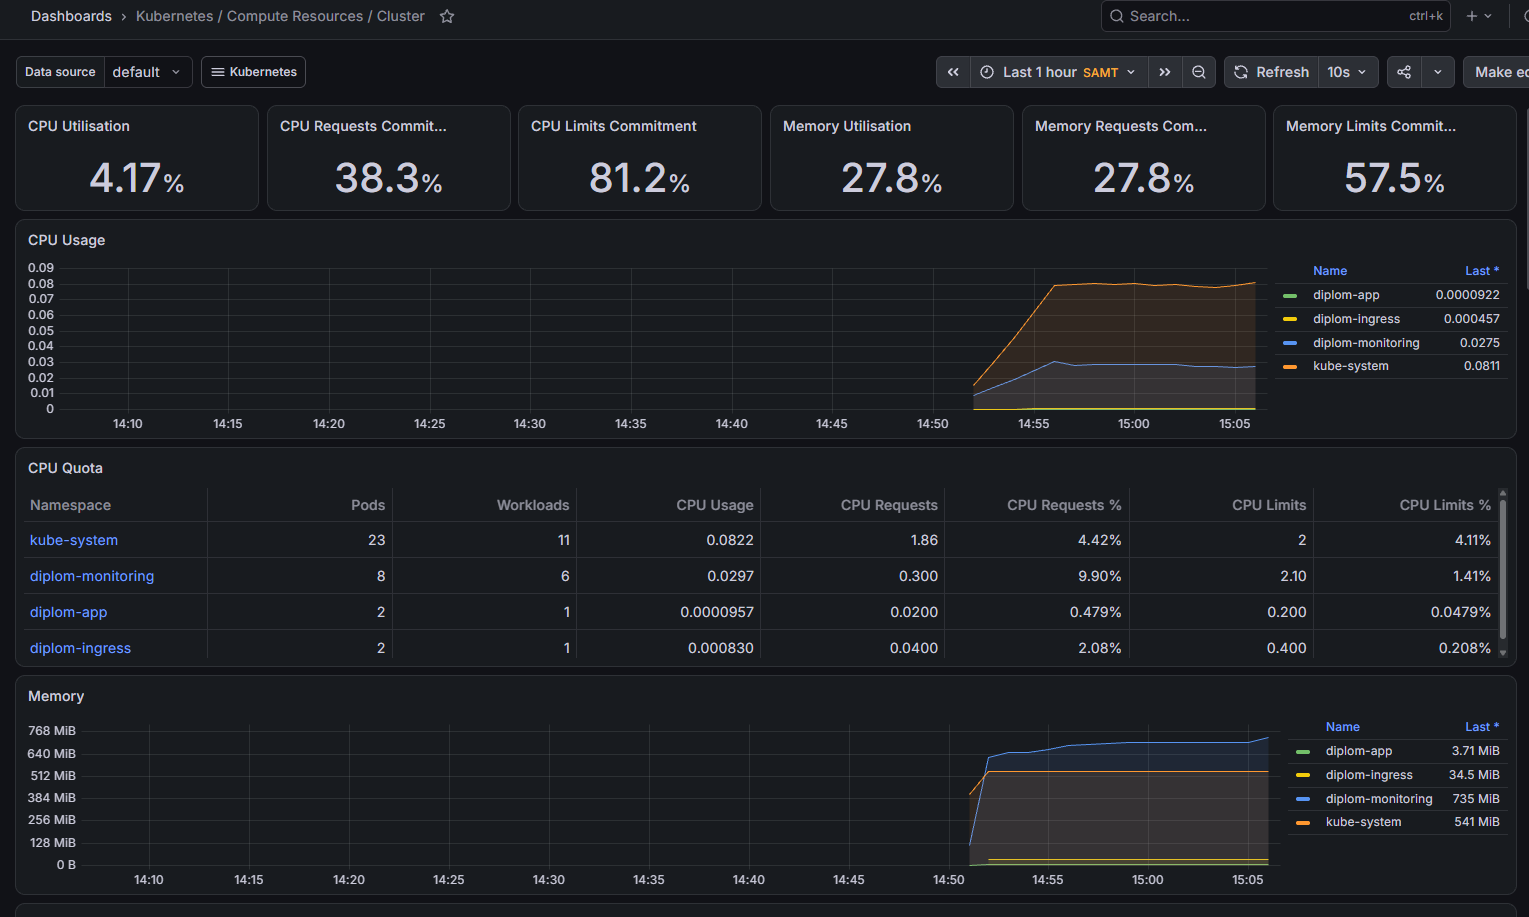 Dashboards › Kubernetes / Compute Resources / Cluster
Search... ctrl+k
Data source default Kubernetes
Last 1 hour SAMT Refresh 10s Make
CPU Utilisation
4.17%
CPU Requests Commit...
38.3%
CPU Limits Commitment
81.2%
Memory Utilisation
27.8%
Memory Requests Com...
27.8%
Memory Limits Commit...
57.5%
CPU Usage
0.09
0.08
0.07
0.06
0.05
0.04
0.03
0.02
0.01
0
14:10 14:15 14:20 14:25 14:30 14:35 14:40 14:45 14:50 14:55 15:00 15:05
Name Last *
diplom-app 0.0000922
diplom-ingress 0.000457
diplom-monitoring 0.0275
kube-system 0.0811
CPU Quota
Namespace Pods Workloads CPU Usage CPU Requests CPU Requests % CPU Limits CPU Limits %
kube-system 23 11 0.0822 1.86 4.42% 2 4.11%
diplom-monitoring 8 6 0.0297 0.300 9.90% 2.10 1.41%
diplom-app 2 1 0.0000957 0.0200 0.479% 0.200 0.0479%
diplom-ingress 2 1 0.000830 0.0400 2.08% 0.400 0.208%
Memory
768 MiB
640 MiB
512 MiB
384 MiB
256 MiB
128 MiB
0 B
14:10 14:15 14:20 14:25 14:30 14:35 14:40 14:45 14:50 14:55 15:00 15:05
Name Last *
diplom-app 3.71 MiB
diplom-ingress 34.5 MiB
diplom-monitoring 735 MiB
kube-system 541 MiB